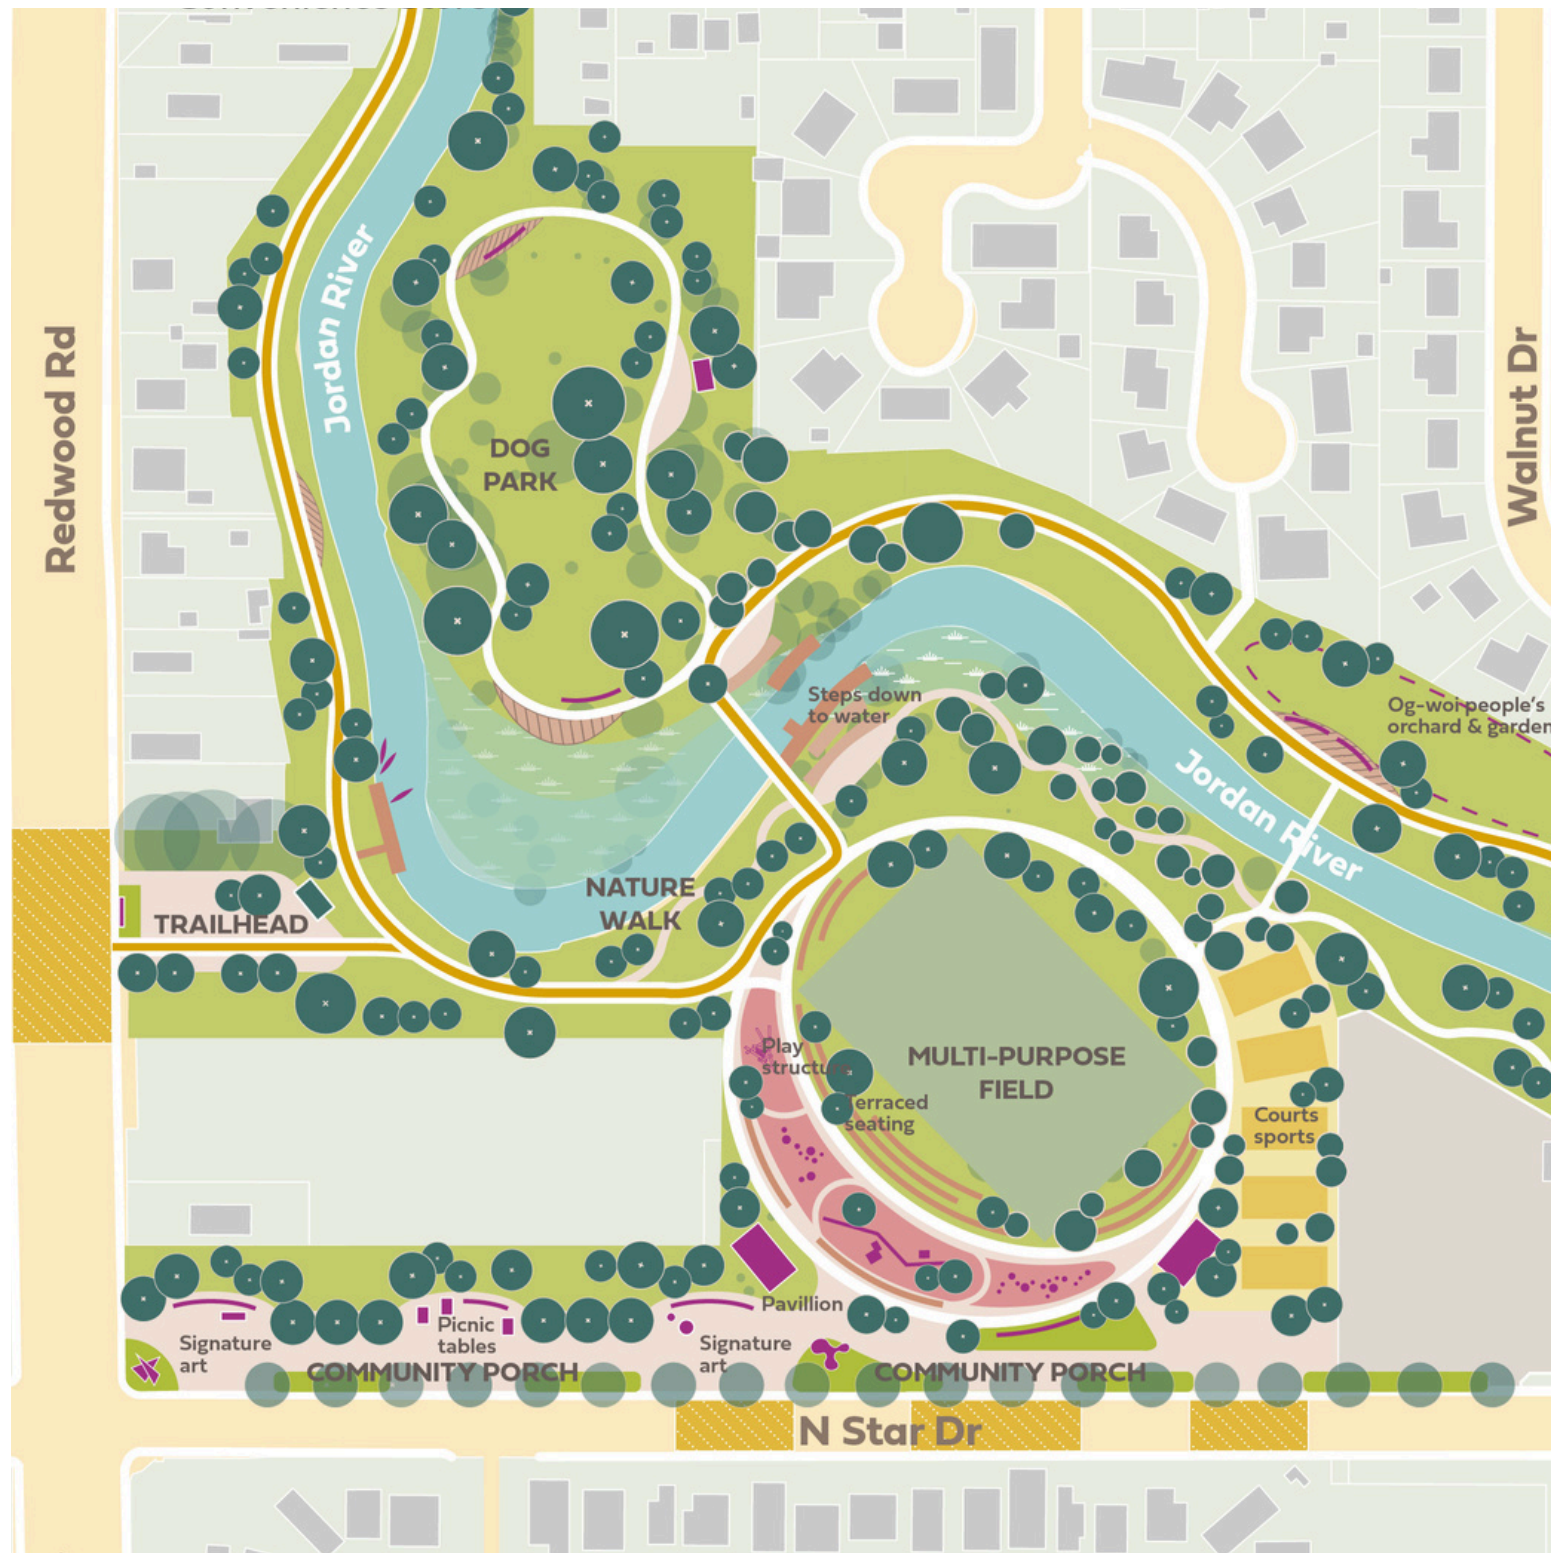 Jordan River
Redwood Rd
Walnut Dr
DOG
PARK
Steps down
to water
Og-woi people's
orchard & garden
Jordan River
NATURE
WALK
TRAILHEAD
Play
structure
MULTI-PURPOSE
FIELD
Terraced
seating
Courts
sports
Pavillion
Picnic
tables
Signature
art
Signature
art
COMMUNITY PORCH
COMMUNITY PORCH
N Star Dr